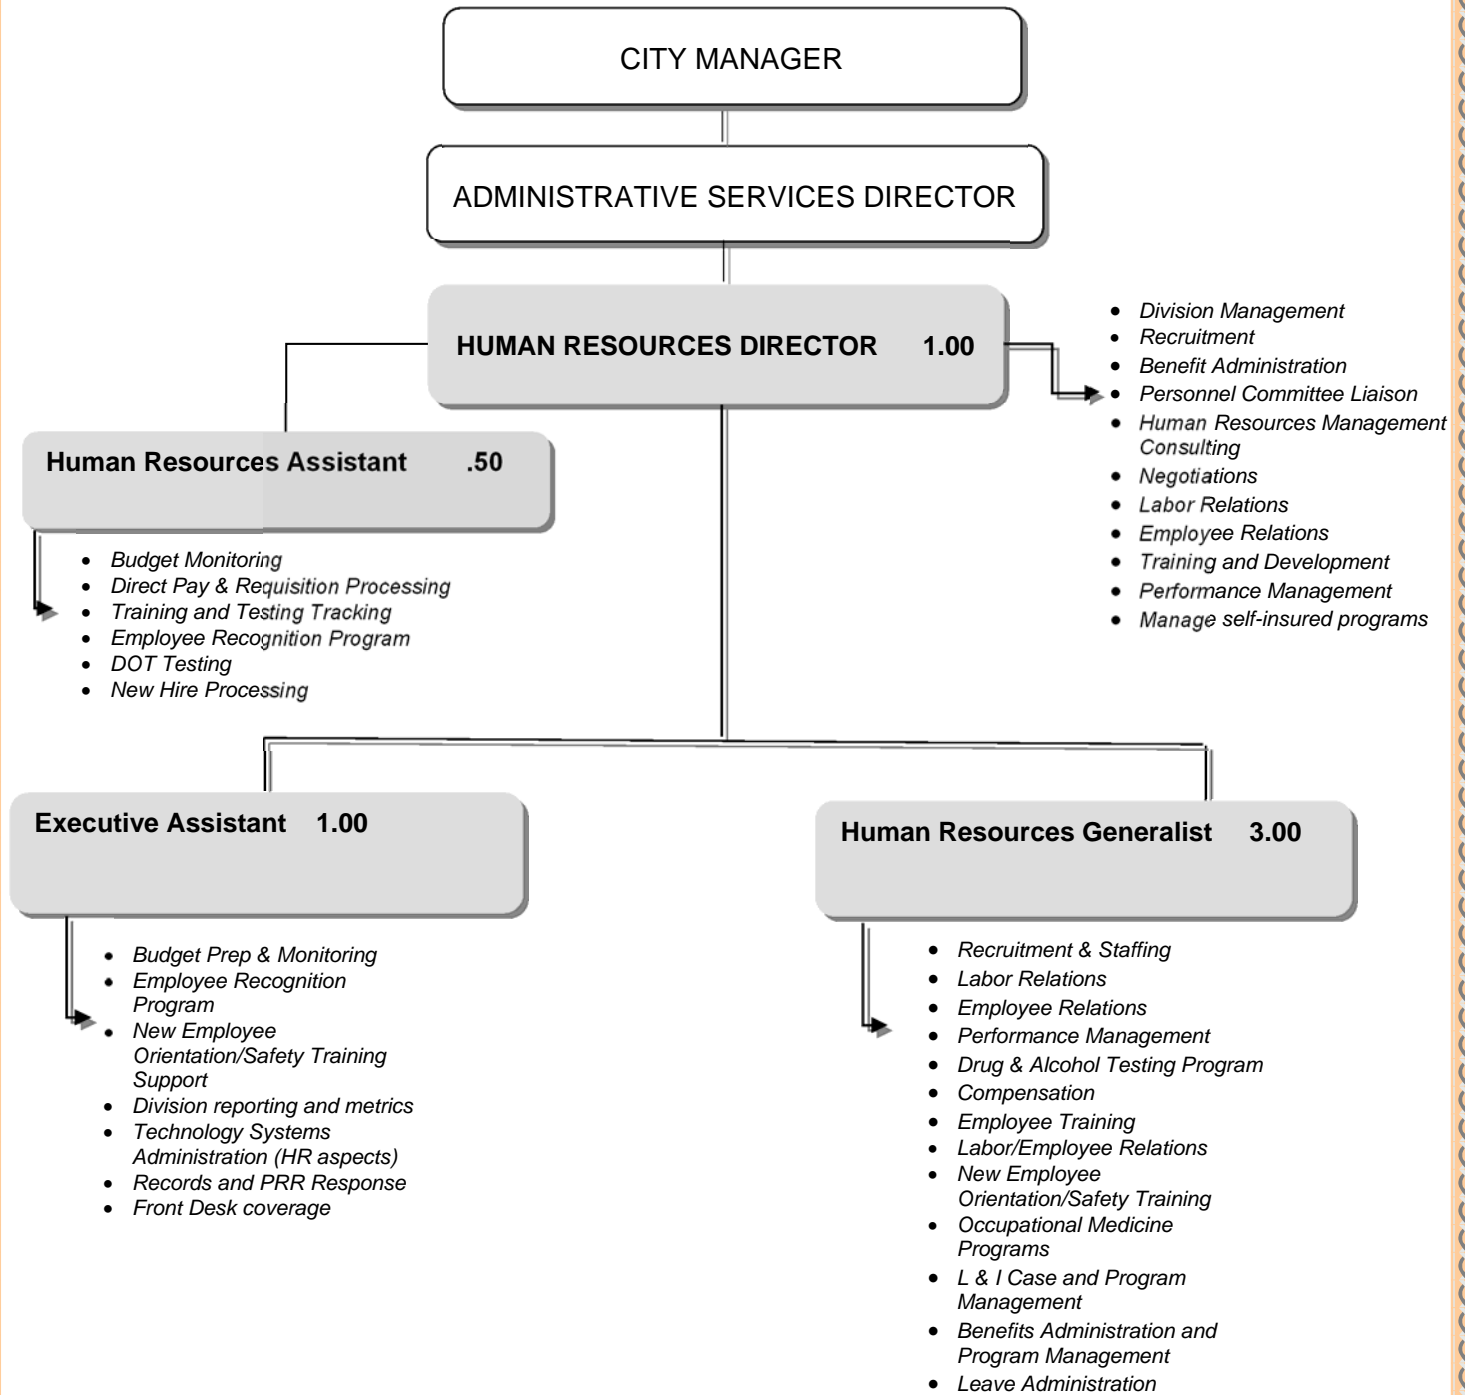 CITY MANAGER
ADMINISTRATIVE SERVICES DIRECTOR
HUMAN RESOURCES DIRECTOR 1.00
• Division Management
• Recruitment
• Benefit Administration
• Personnel Committee Liaison
• Human Resources Management
Consulting
• Negotiations
• Labor Relations
• Employee Relations
• Training and Development
• Performance Management
• Manage self-insured programs
Human Resources Assistant .50
• Budget Monitoring
• Direct Pay & Requisition Processing
• Training and Testing Tracking
• Employee Recognition Program
• DOT Testing
• New Hire Processing
Executive Assistant 1.00
• Budget Prep & Monitoring
• Employee Recognition
Program
• New Employee
Orientation/Safety Training
Support
• Division reporting and metrics
• Technology Systems
Administration (HR aspects)
• Records and PRR Response
• Front Desk coverage
Human Resources Generalist 3.00
• Recruitment & Staffing
• Labor Relations
• Employee Relations
• Performance Management
• Drug & Alcohol Testing Program
• Compensation
• Employee Training
• Labor/Employee Relations
• New Employee
Orientation/Safety Training
• Occupational Medicine
Programs
• L & I Case and Program
Management
• Benefits Administration and
Program Management
• Leave Administration